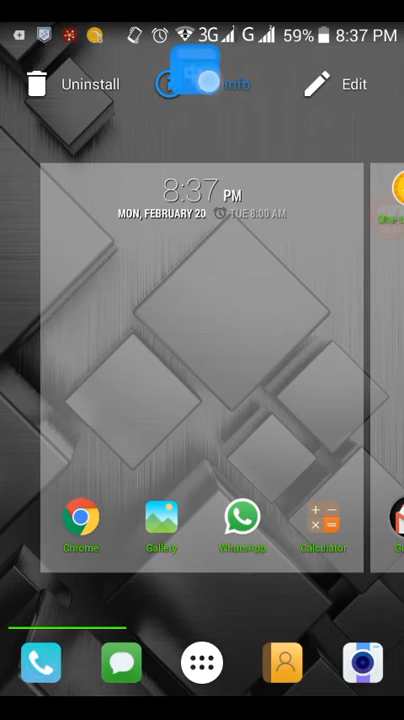 3G G 59% 8:37 PM
Uninstall info Edit
8:37 PM
MON, FEBRUARY 20 TUE 8:00 AM
Chrome Gallery WhatsApp Calculator